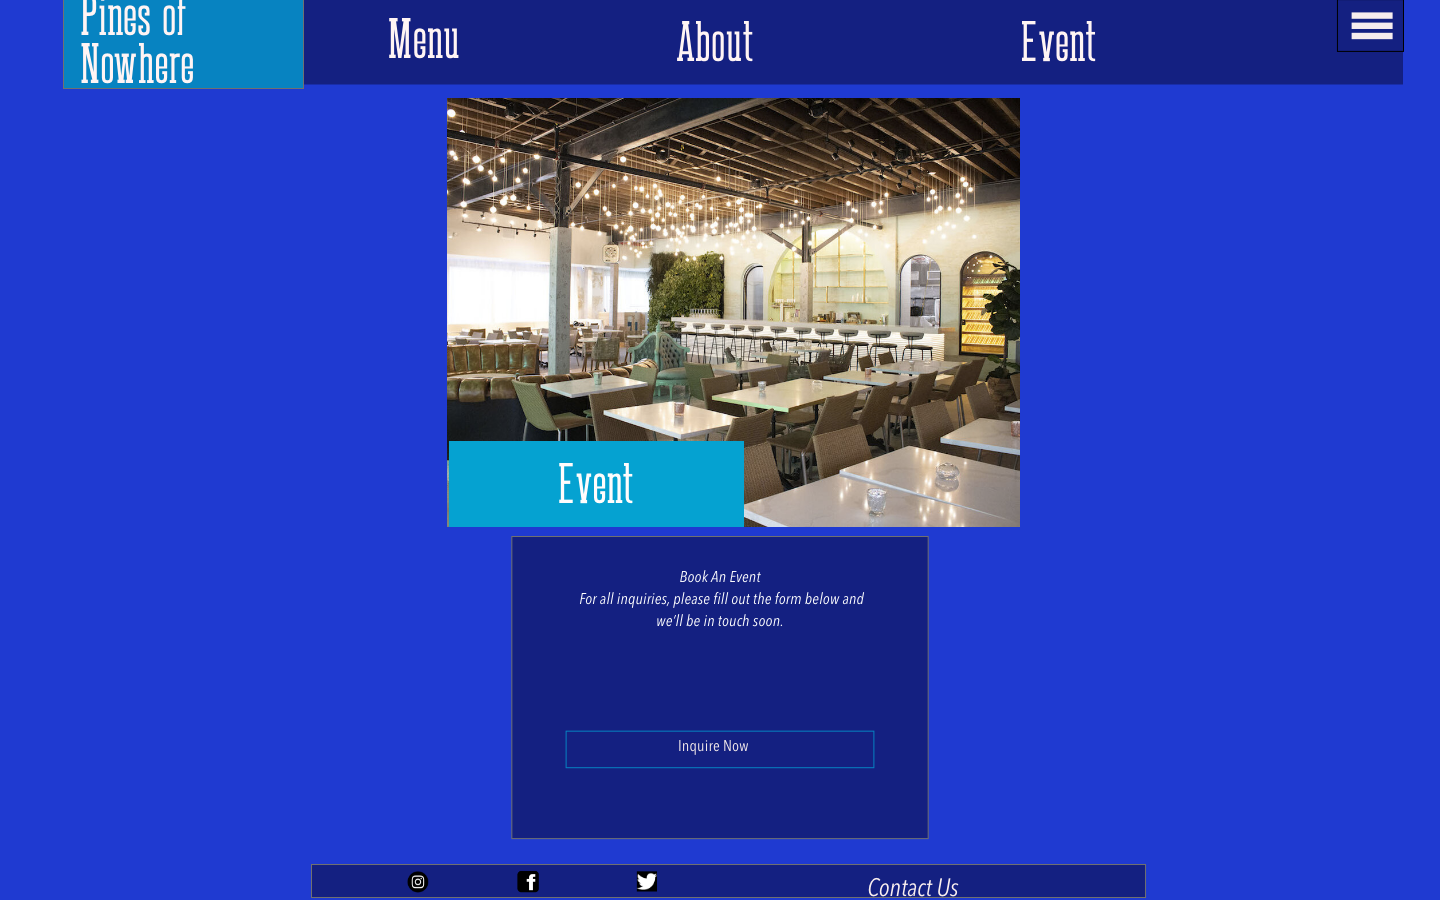 Pines of
Nowhere
Menu
About
Event
Event
Book An Event
For all inquiries, please fill out the form below and
we'll be in touch soon.
Inquire Now
Contact Us